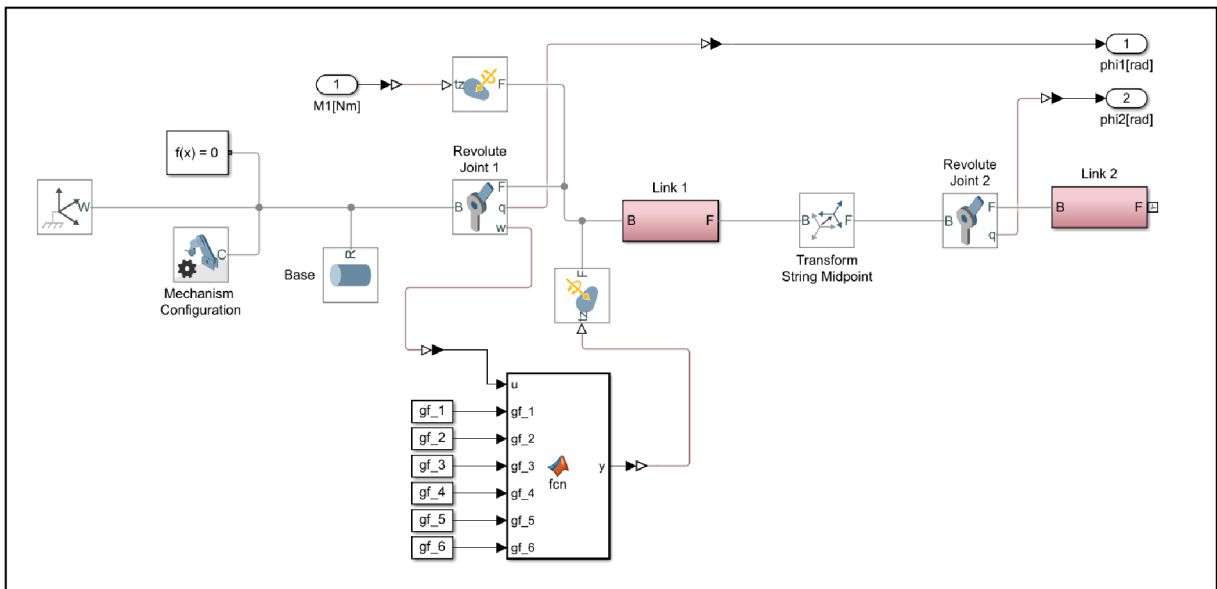 1
phi1[rad]
1
M1[Nm]
tz
F
2
phi2[rad]
f(x) = 0
Revolute
Joint 1
Revolute
Joint 2
Link 1
Link 2
W
B
F
q
w
B
F
B
F
B
F
q
B
F
C
R
Base
F
tz
Transform
String Midpoint
Mechanism
Configuration
u
gf_1
gf_1
gf_2
gf_2
gf_3
gf_3
y
gf_4
fcn
gf_4
gf_5
gf_5
gf_6
gf_6